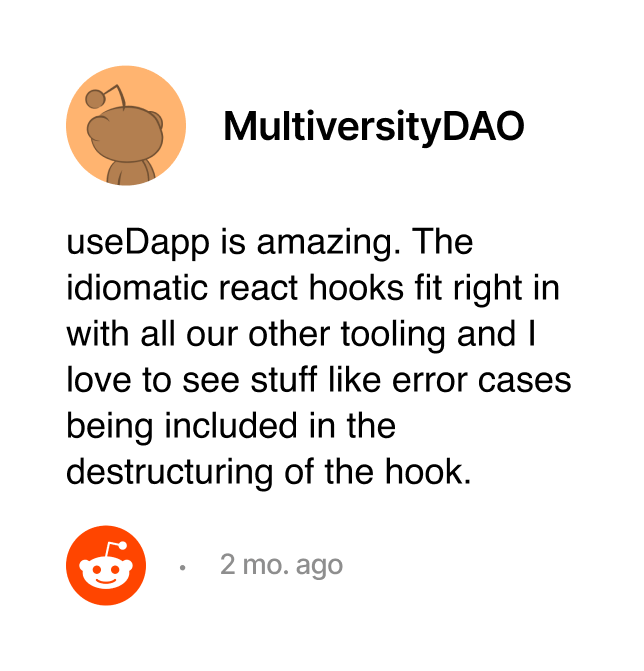 MultiversityDAO
useDapp is amazing. The
idiomatic react hooks fit right in
with all our other tooling and I
love to see stuff like error cases
being included in the
destructuring of the hook.
· 2 mo. ago